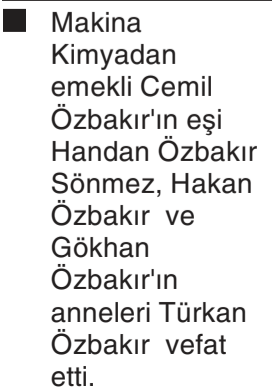 ■ Makina
Kimyadan
emekli Cemil
Özbakır'ın eşi
Handan Özbakır
Sönmez, Hakan
Özbakır ve
Gökhan
Özbakır'ın
anneleri Türkan
Özbakır vefat
etti.